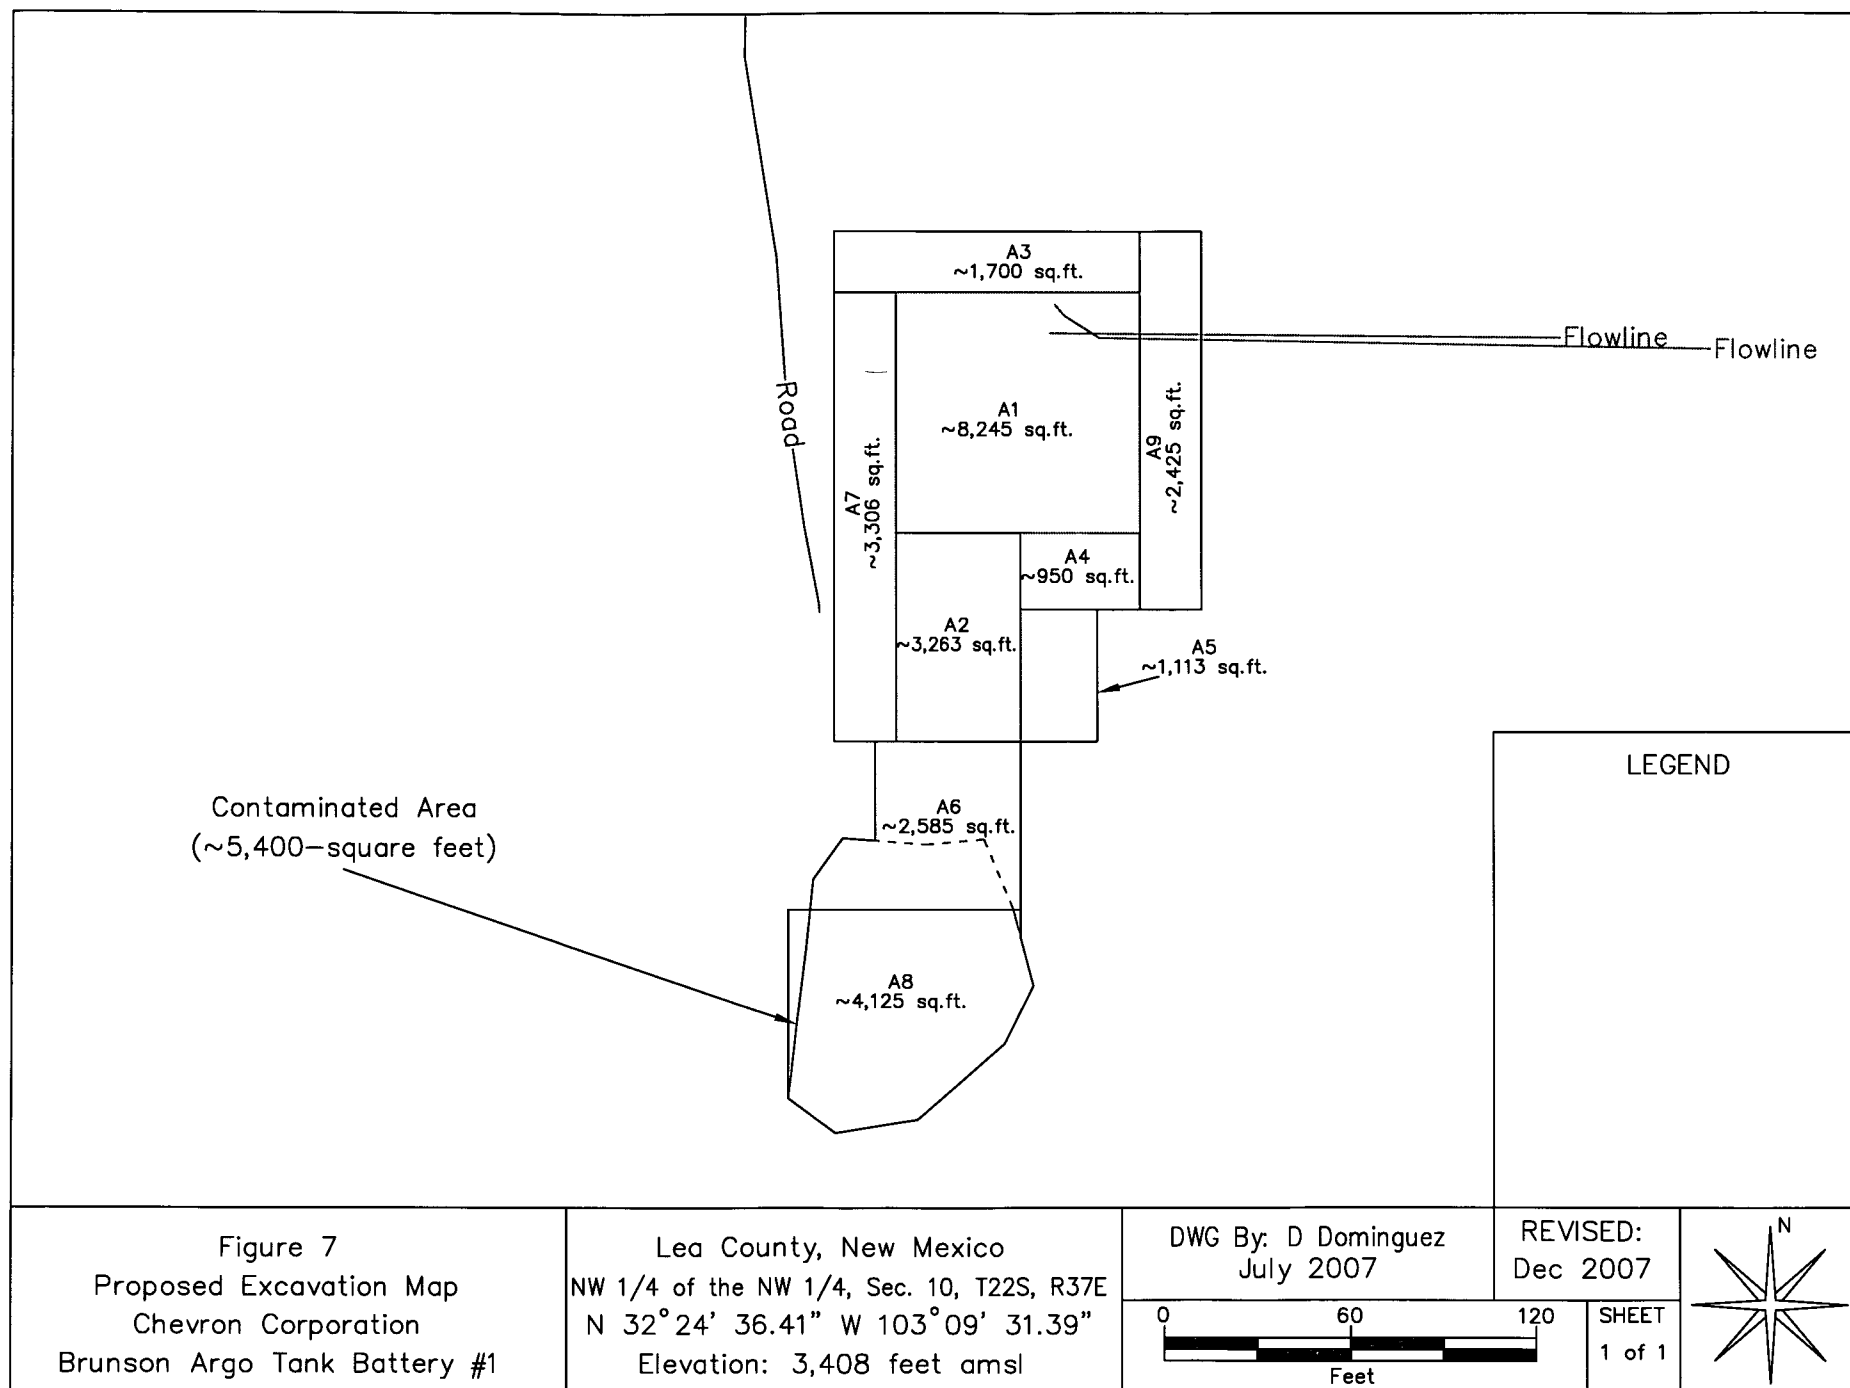 A3
~1,700 sq.ft.
Flowline
Flowline
Road
A1
~8,245 sq.ft.
A9
~2,425 sq.ft.
A7
~3,306 sq.ft.
A4
~950 sq.ft.
A2
~3,263 sq.ft.
A5
~1,113 sq.ft.
LEGEND
Contaminated Area
(~5,400-square feet)
A6
~2,585 sq.ft.
A8
~4,125 sq.ft.
Figure 7
Proposed Excavation Map
Chevron Corporation
Brunson Argo Tank Battery #1
Lea County, New Mexico
NW 1/4 of the NW 1/4, Sec. 10, T22S, R37E
N 32°24' 36.41" W 103°09' 31.39"
Elevation: 3,408 feet amsl
DWG By: D Dominguez
July 2007
REVISED:
Dec 2007
0 60 120
Feet
SHEET
1 of 1
N